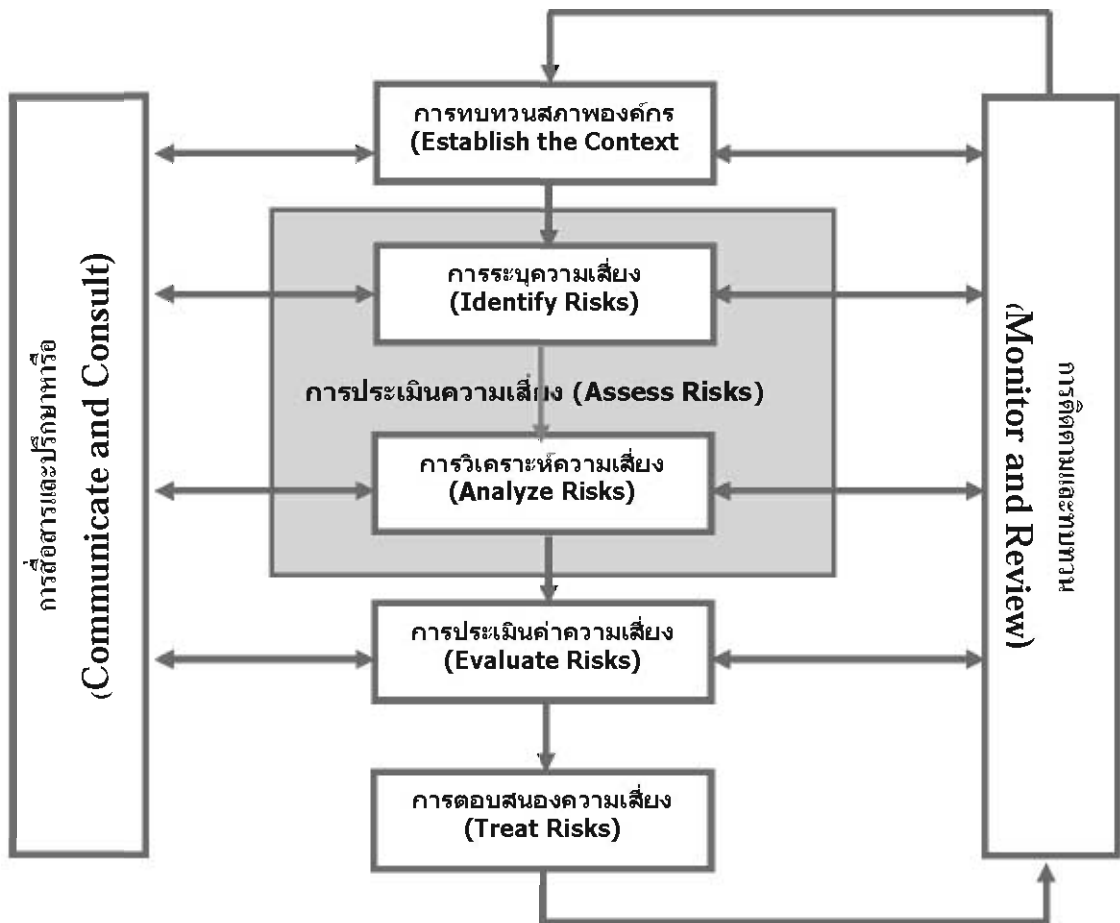 การทบทวนสภาพองค์กร
(Establish the Context
การระบุความเสี่ยง
(Identify Risks)
การประเมินความเสี่ยง (Assess Risks)
การวิเคราะห์ความเสี่ยง
(Analyze Risks)
การประเมินค่าความเสี่ยง
(Evaluate Risks)
การตอบสนองความเสี่ยง
(Treat Risks)
การสื่อสารและปรึกษาหารือ
(Communicate and Consult)
การติดตามและทบทวน
(Monitor and Review)